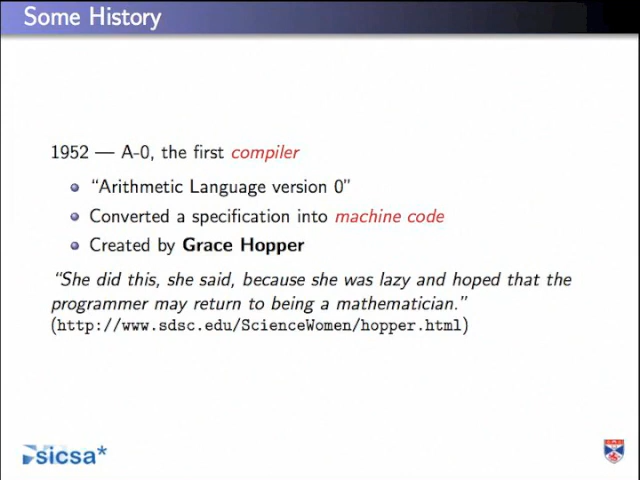 Some History
1952 — A-0, the first compiler
“Arithmetic Language version 0”
Converted a specification into machine code
Created by Grace Hopper
“She did this, she said, because she was lazy and hoped that the
programmer may return to being a mathematician.”
(http://www.sdsc.edu/ScienceWomen/hopper.html)
sicsa*